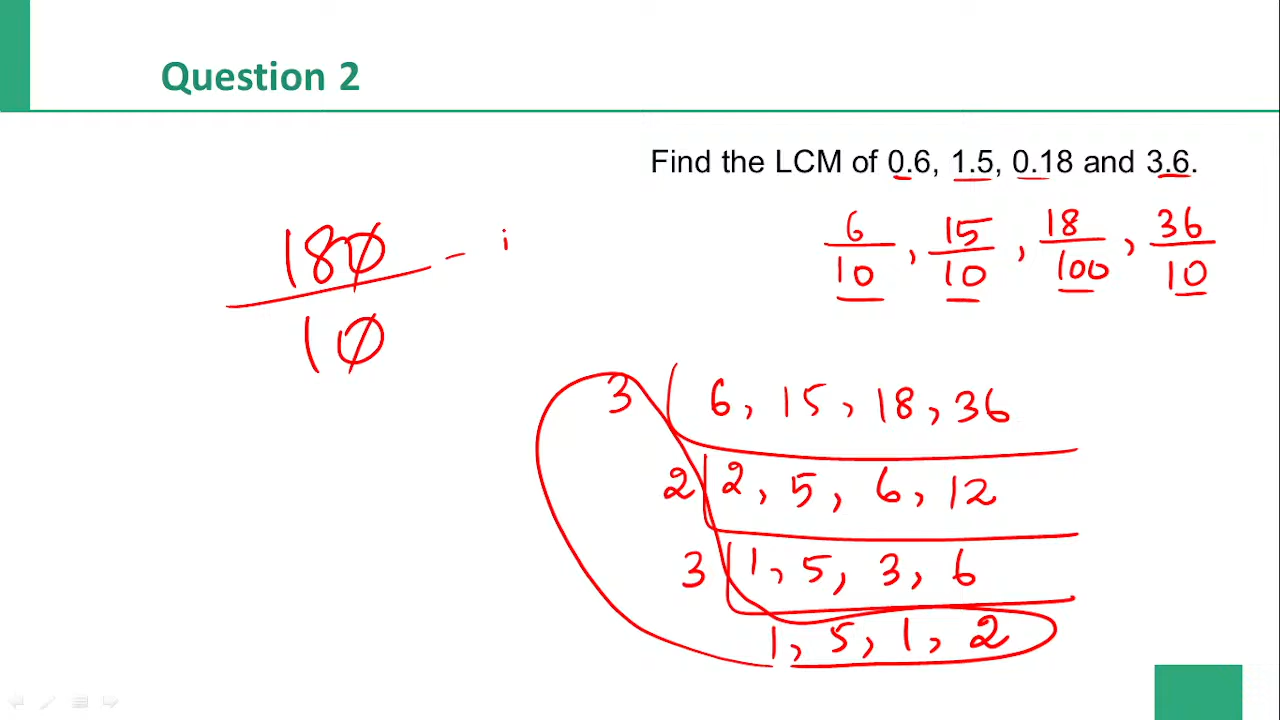 Question 2
Find the LCM of 0.6, 1.5, 0.18 and 3.6.
6/10, 15/10, 18/100, 36/10
180/10 -
3 | 6, 15, 18, 36
2 | 2, 5, 6, 12
3 | 1, 5, 3, 6
1, 5, 1, 2